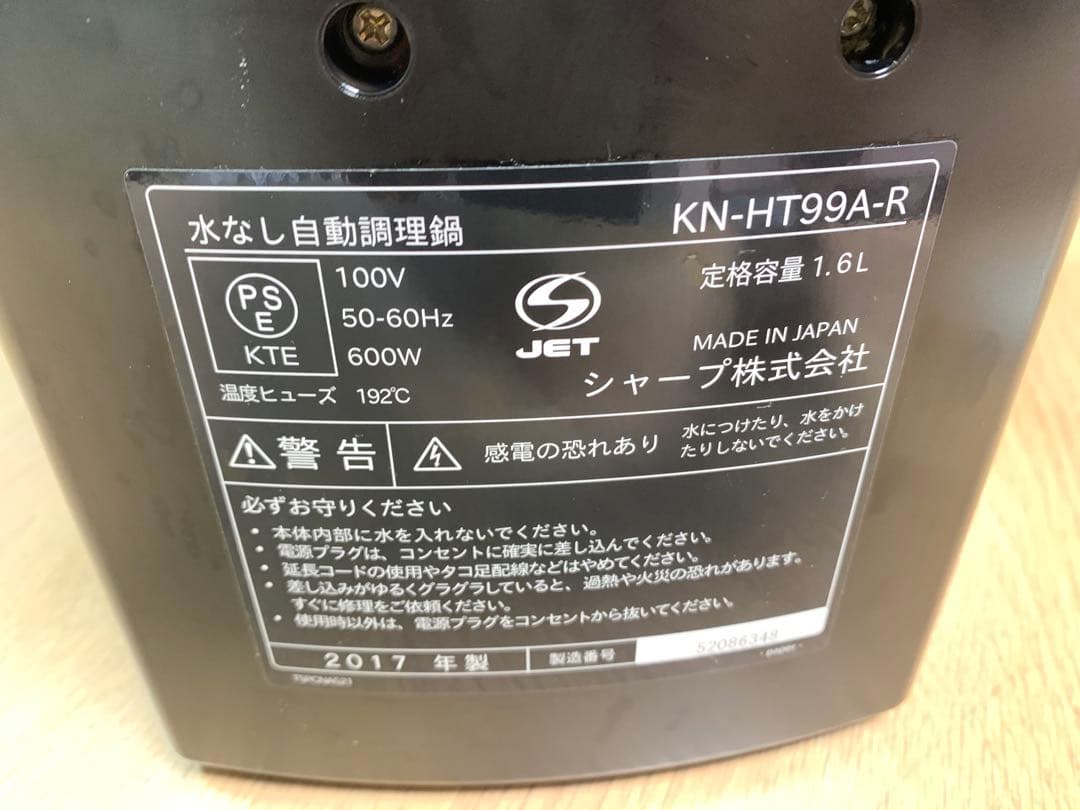 水なし自動調理鍋 KN-HT99A-R
PS
E
KTE
100V
50-60Hz
600W
温度ヒューズ 192℃
JET
定格容量 1.6L
MADE IN JAPAN
シャープ株式会社
警告
感電の恐れあり
水につけたり、水をかけ
たりしないでください。
必ずお守りください
・本体内部に水を入れないでください。
・電源プラグは、コンセントに確実に差し込んでください。
・延長コードの使用やタコ足配線などはやめてください。
・差し込みがゆるくグラグラしていると、過熱や火災の恐れがあります。
すぐに修理をご依頼ください。
・使用時以外は、電源プラグをコンセントから抜いてください。
2017 年製 製造番号 52086348